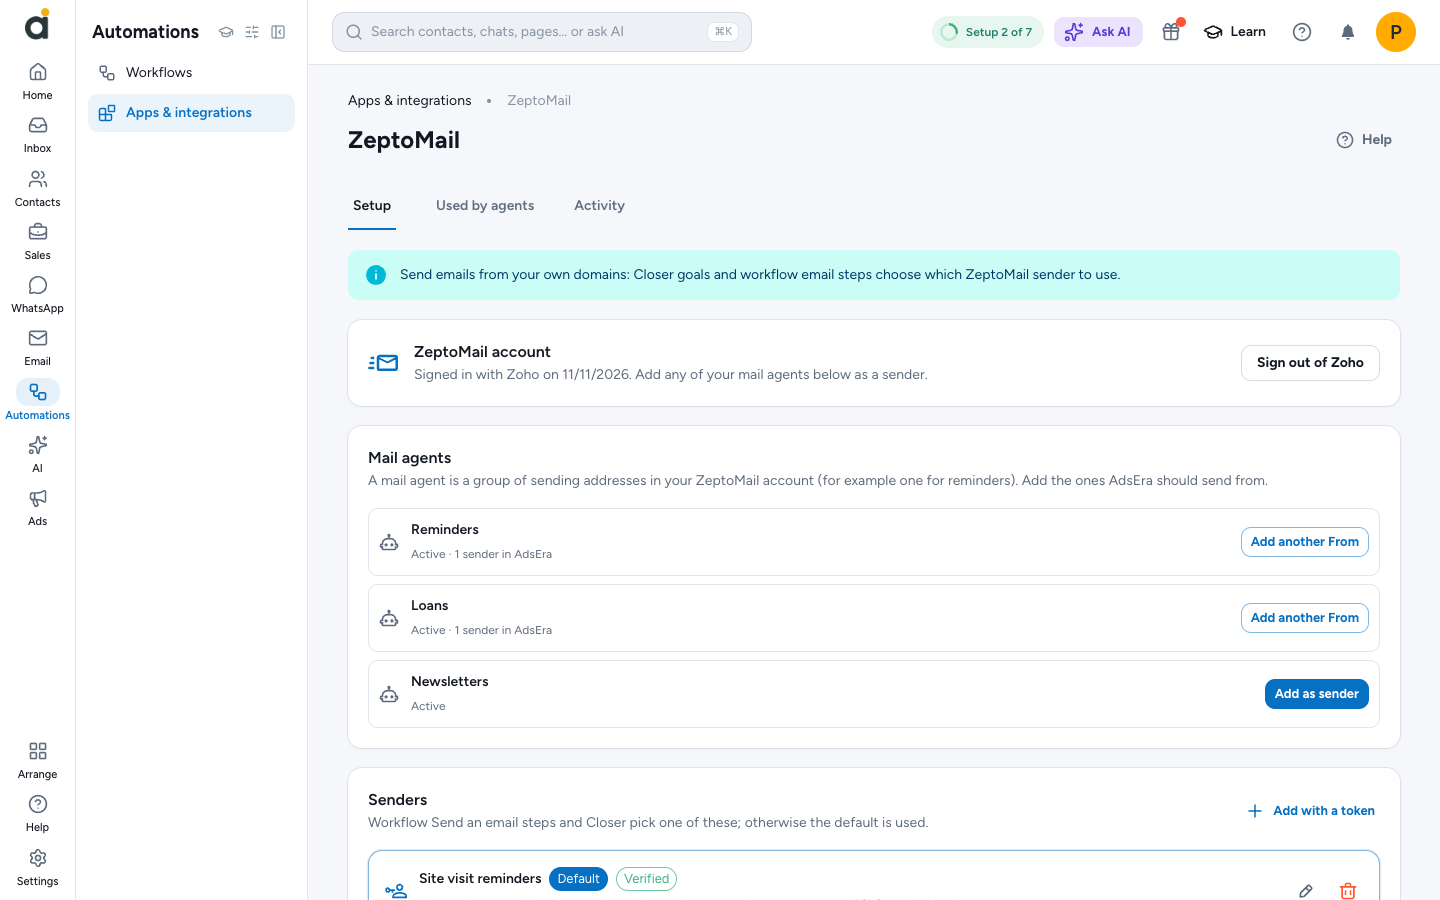 Automations
Search contacts, chats, pages... or ask AI
⌘K
Setup 2 of 7
Ask AI
Learn
P
Home
Inbox
Contacts
Sales
WhatsApp
Email
Automations
AI
Ads
Arrange
Help
Settings
Workflows
Apps & integrations
Apps & integrations • ZeptoMail
ZeptoMail
Help
Setup
Used by agents
Activity
Send emails from your own domains: Closer goals and workflow email steps choose which ZeptoMail sender to use.
ZeptoMail account
Signed in with Zoho on 11/11/2026. Add any of your mail agents below as a sender.
Sign out of Zoho
Mail agents
A mail agent is a group of sending addresses in your ZeptoMail account (for example one for reminders). Add the ones AdsEra should send from.
Reminders
Active · 1 sender in AdsEra
Add another From
Loans
Active · 1 sender in AdsEra
Add another From
Newsletters
Active
Add as sender
Senders
Workflow Send an email steps and Closer pick one of these; otherwise the default is used.
Add with a token
Site visit reminders
Default
Verified